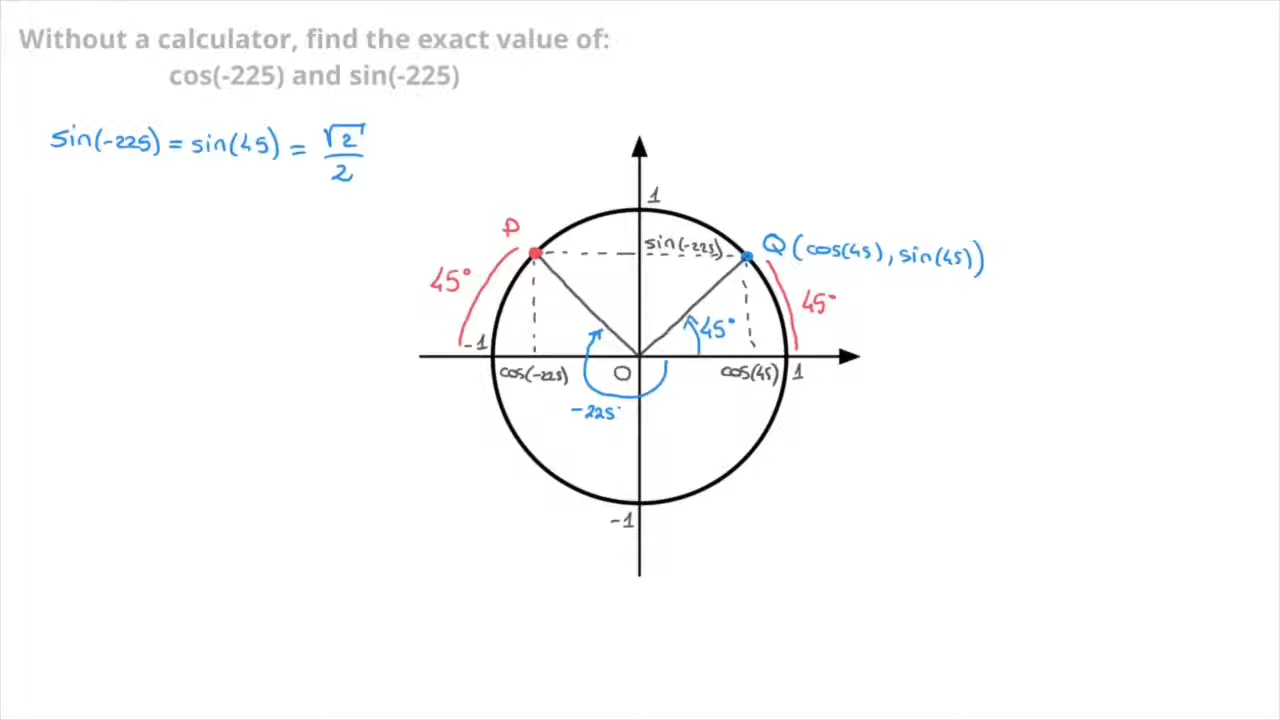 Without a calculator, find the exact value of:
cos(-225) and sin(-225)
sin(-225) = sin(45) = √2/2
1
P
sin(-225)
Q(cos(45), sin(45))
45°
45°
45°
-1
cos(-225)
O
cos(45)
1
-225°
-1